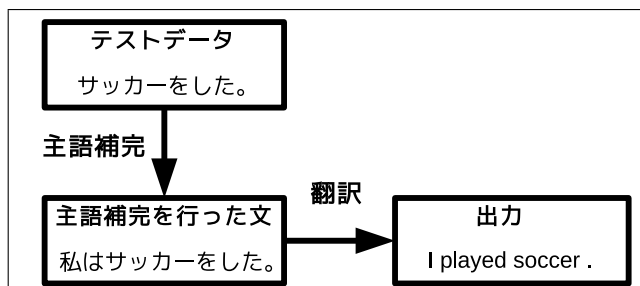 テストデータ
サッカーをした。
主語補完
主語補完を行った文
私はサッカーをした。
翻訳
出力
I played soccer .